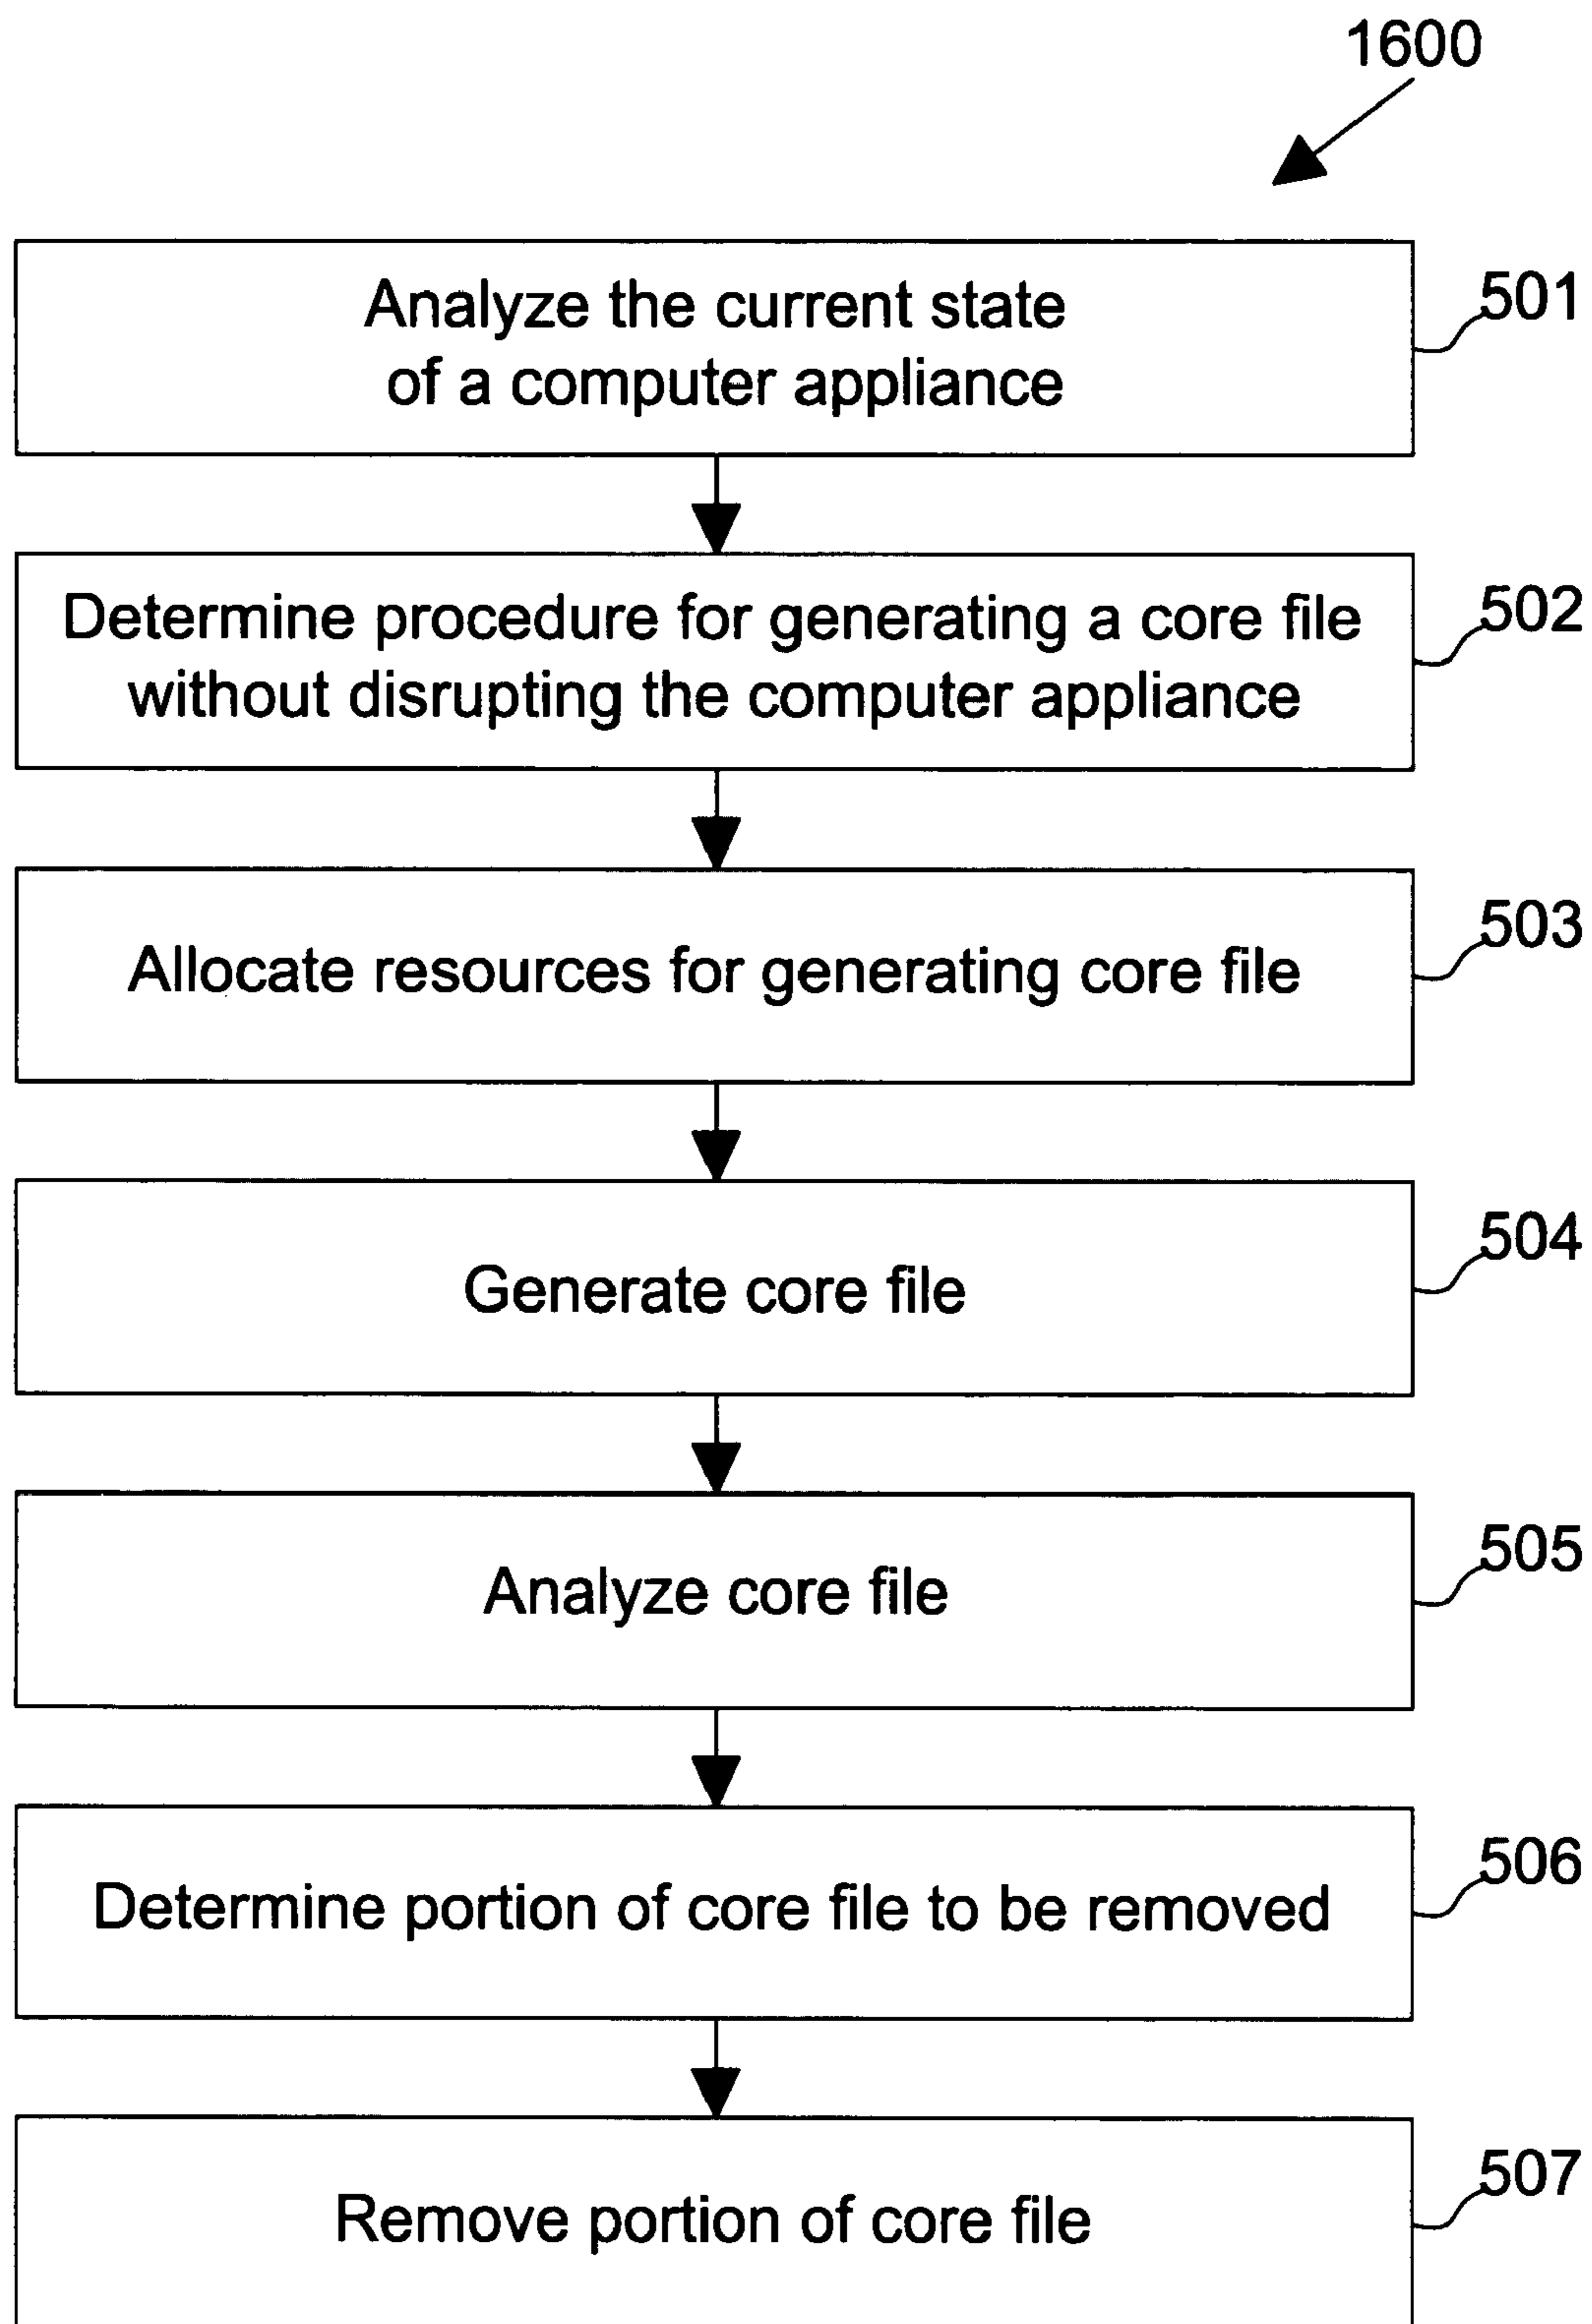 1600
Analyze the current state
of a computer appliance
501
Determine procedure for generating a core file
without disrupting the computer appliance
502
Allocate resources for generating core file
503
Generate core file
504
Analyze core file
505
Determine portion of core file to be removed
506
Remove portion of core file
507